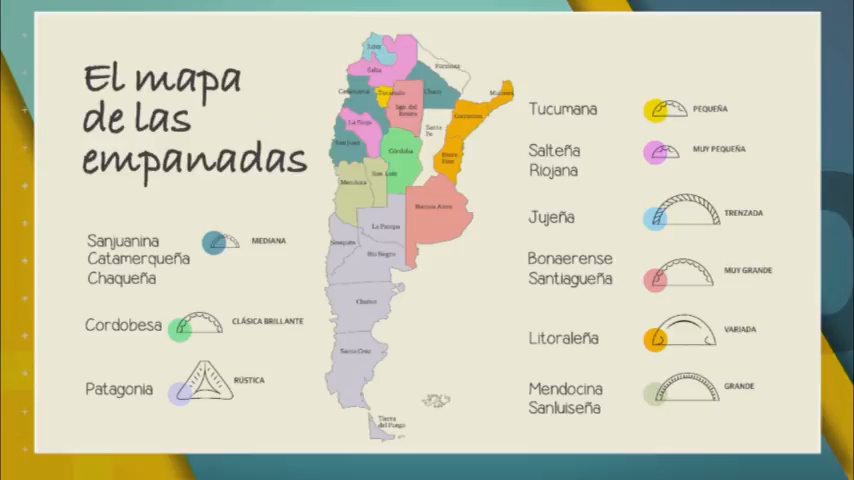 El mapa
de las
empanadas
Sanjuanina
Catamerqueña
Chaqueña
MEDIANA
Cordobesa
CLÁSICA BRILLANTE
Patagonia
RÚSTICA
Jujuy
Salta
Formosa
Catamarca
Tucumán
Chaco
Misiones
Sgo. del
Estero
Corrientes
La Rioja
Santa
Fe
San Juan
Córdoba
Entre
Ríos
Mendoza
San Luis
Buenos Aires
La Pampa
Neuquén
Río Negro
Chubut
Santa Cruz
Tierra
del Fuego
Tucumana
PEQUEÑA
Salteña
Riojana
MUY PEQUEÑA
Jujeña
TRENZADA
Bonaerense
Santiagueña
MUY GRANDE
Litoraleña
VARIADA
Mendocina
Sanluiseña
GRANDE